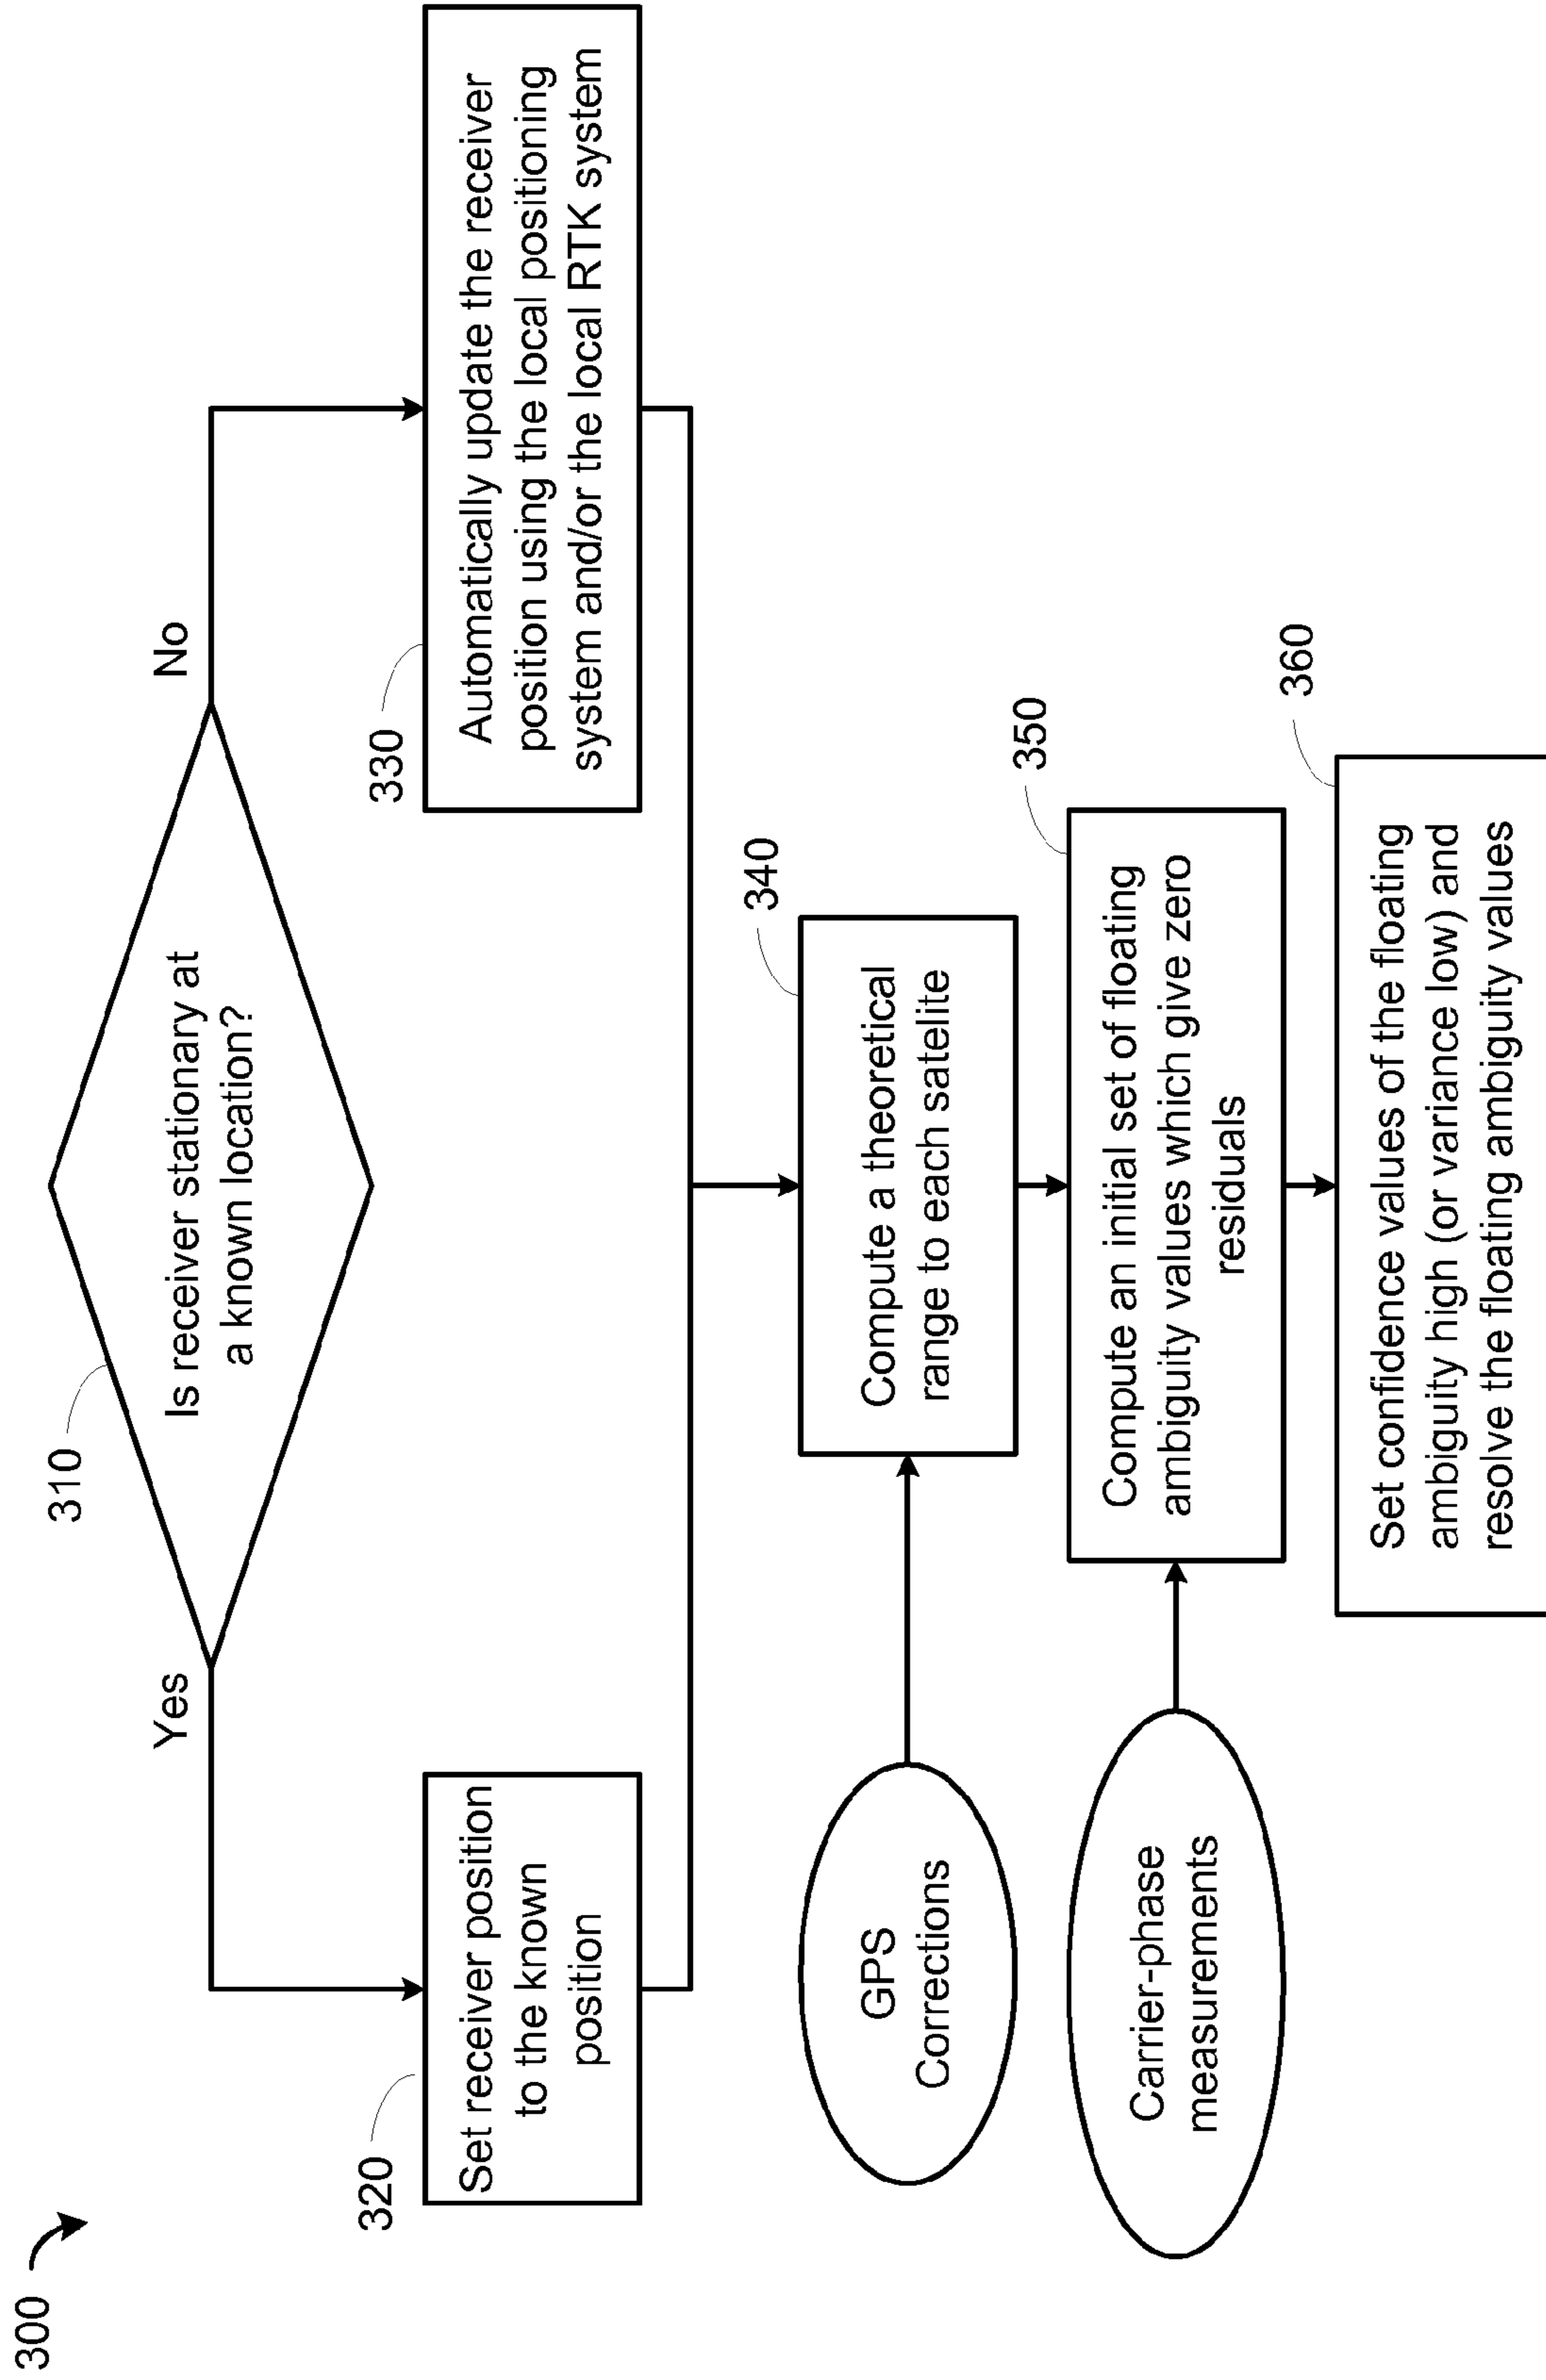 300
310
Is receiver stationary at
a known location?
Yes
No
320
Set receiver position
to the known
position
330
Automatically update the receiver
position using the local positioning
system and/or the local RTK system
340
Compute a theoretical
range to each satelite
GPS
Corrections
350
Compute an initial set of floating
ambiguity values which give zero
residuals
Carrier-phase
measurements
360
Set confidence values of the floating
ambiguity high (or variance low) and
resolve the floating ambiguity values